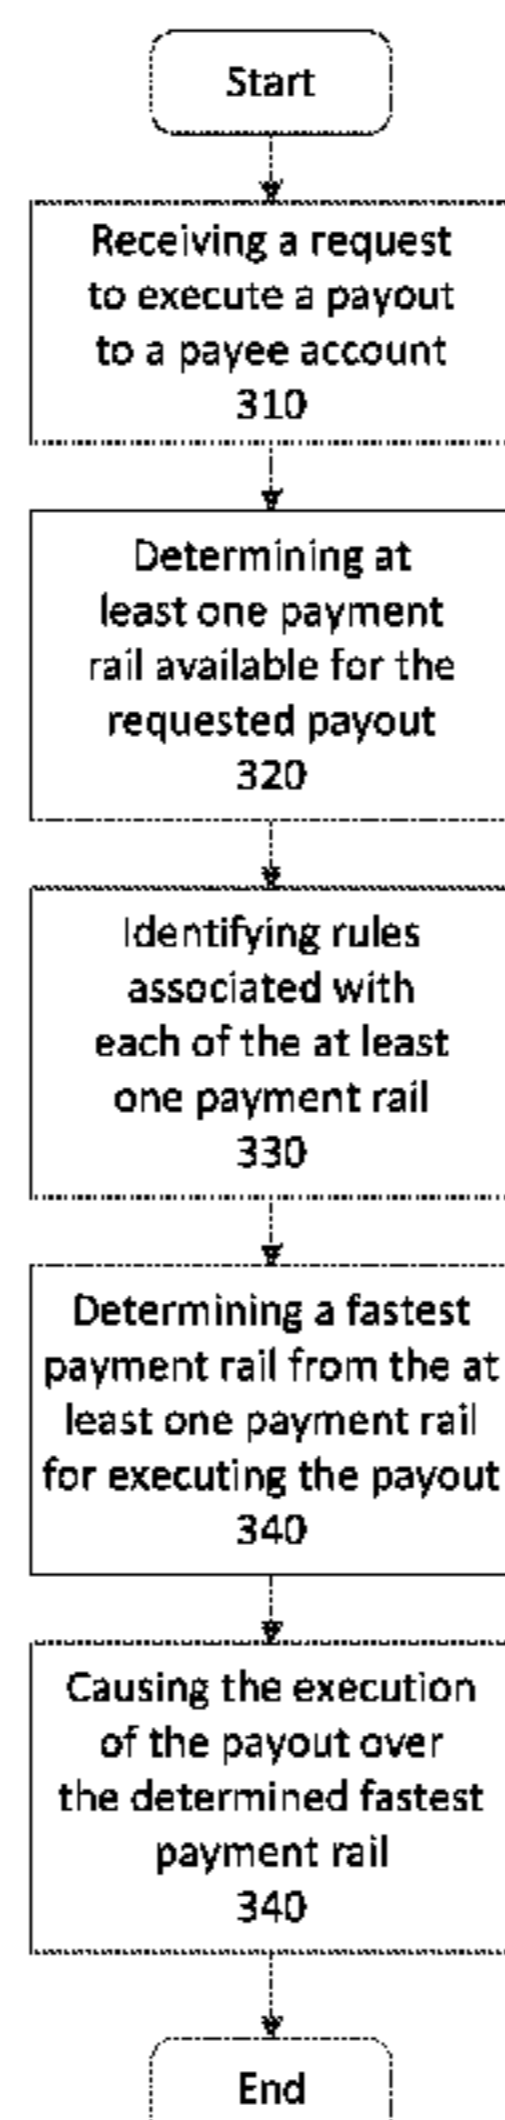 Start
Receiving a request
to execute a payout
to a payee account
310
Determining at
least one payment
rail available for the
requested payout
320
Identifying rules
associated with
each of the at least
one payment rail
330
Determining a fastest
payment rail from the at
least one payment rail
for executing the payout
340
Causing the execution
of the payout over
the determined fastest
payment rail
340
End